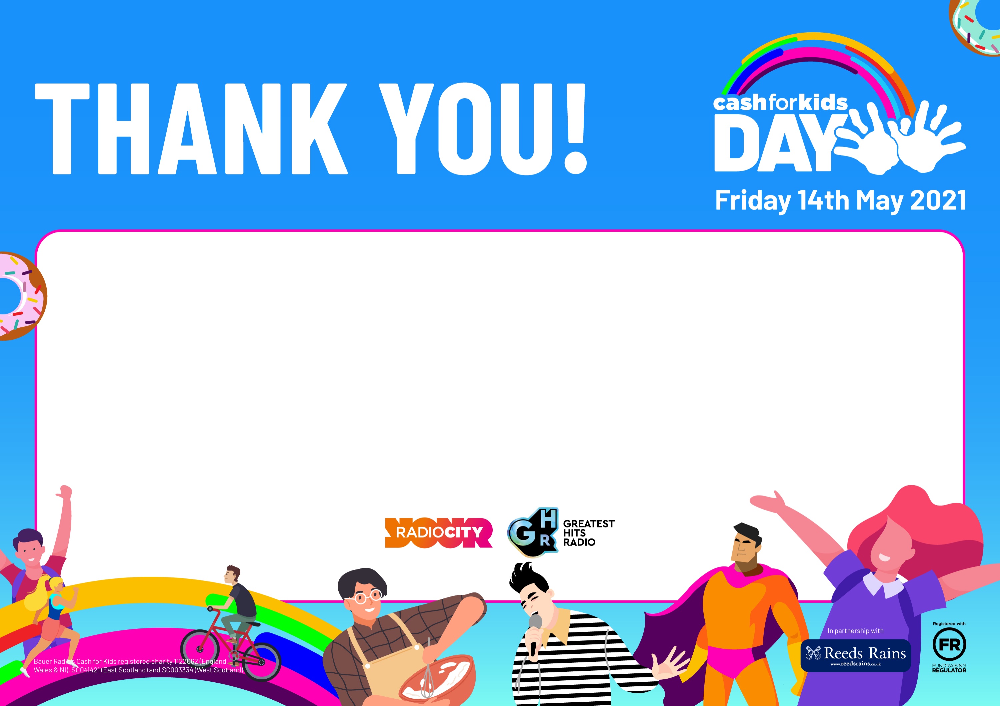 THANK YOU!
cashforkids
DAY
Friday 14th May 2021
RADIOCITY
GHR
GREATEST
HITS
RADIO
In partnership with
Reeds Rains
www.reedsrains.co.uk
Registered with
FR
FUNDRAISING
REGULATOR
Bauer Radio's Cash for Kids registered charity 1122062 (England,
Wales & NI), SC041421 (East Scotland) and SC003334 (West Scotland)